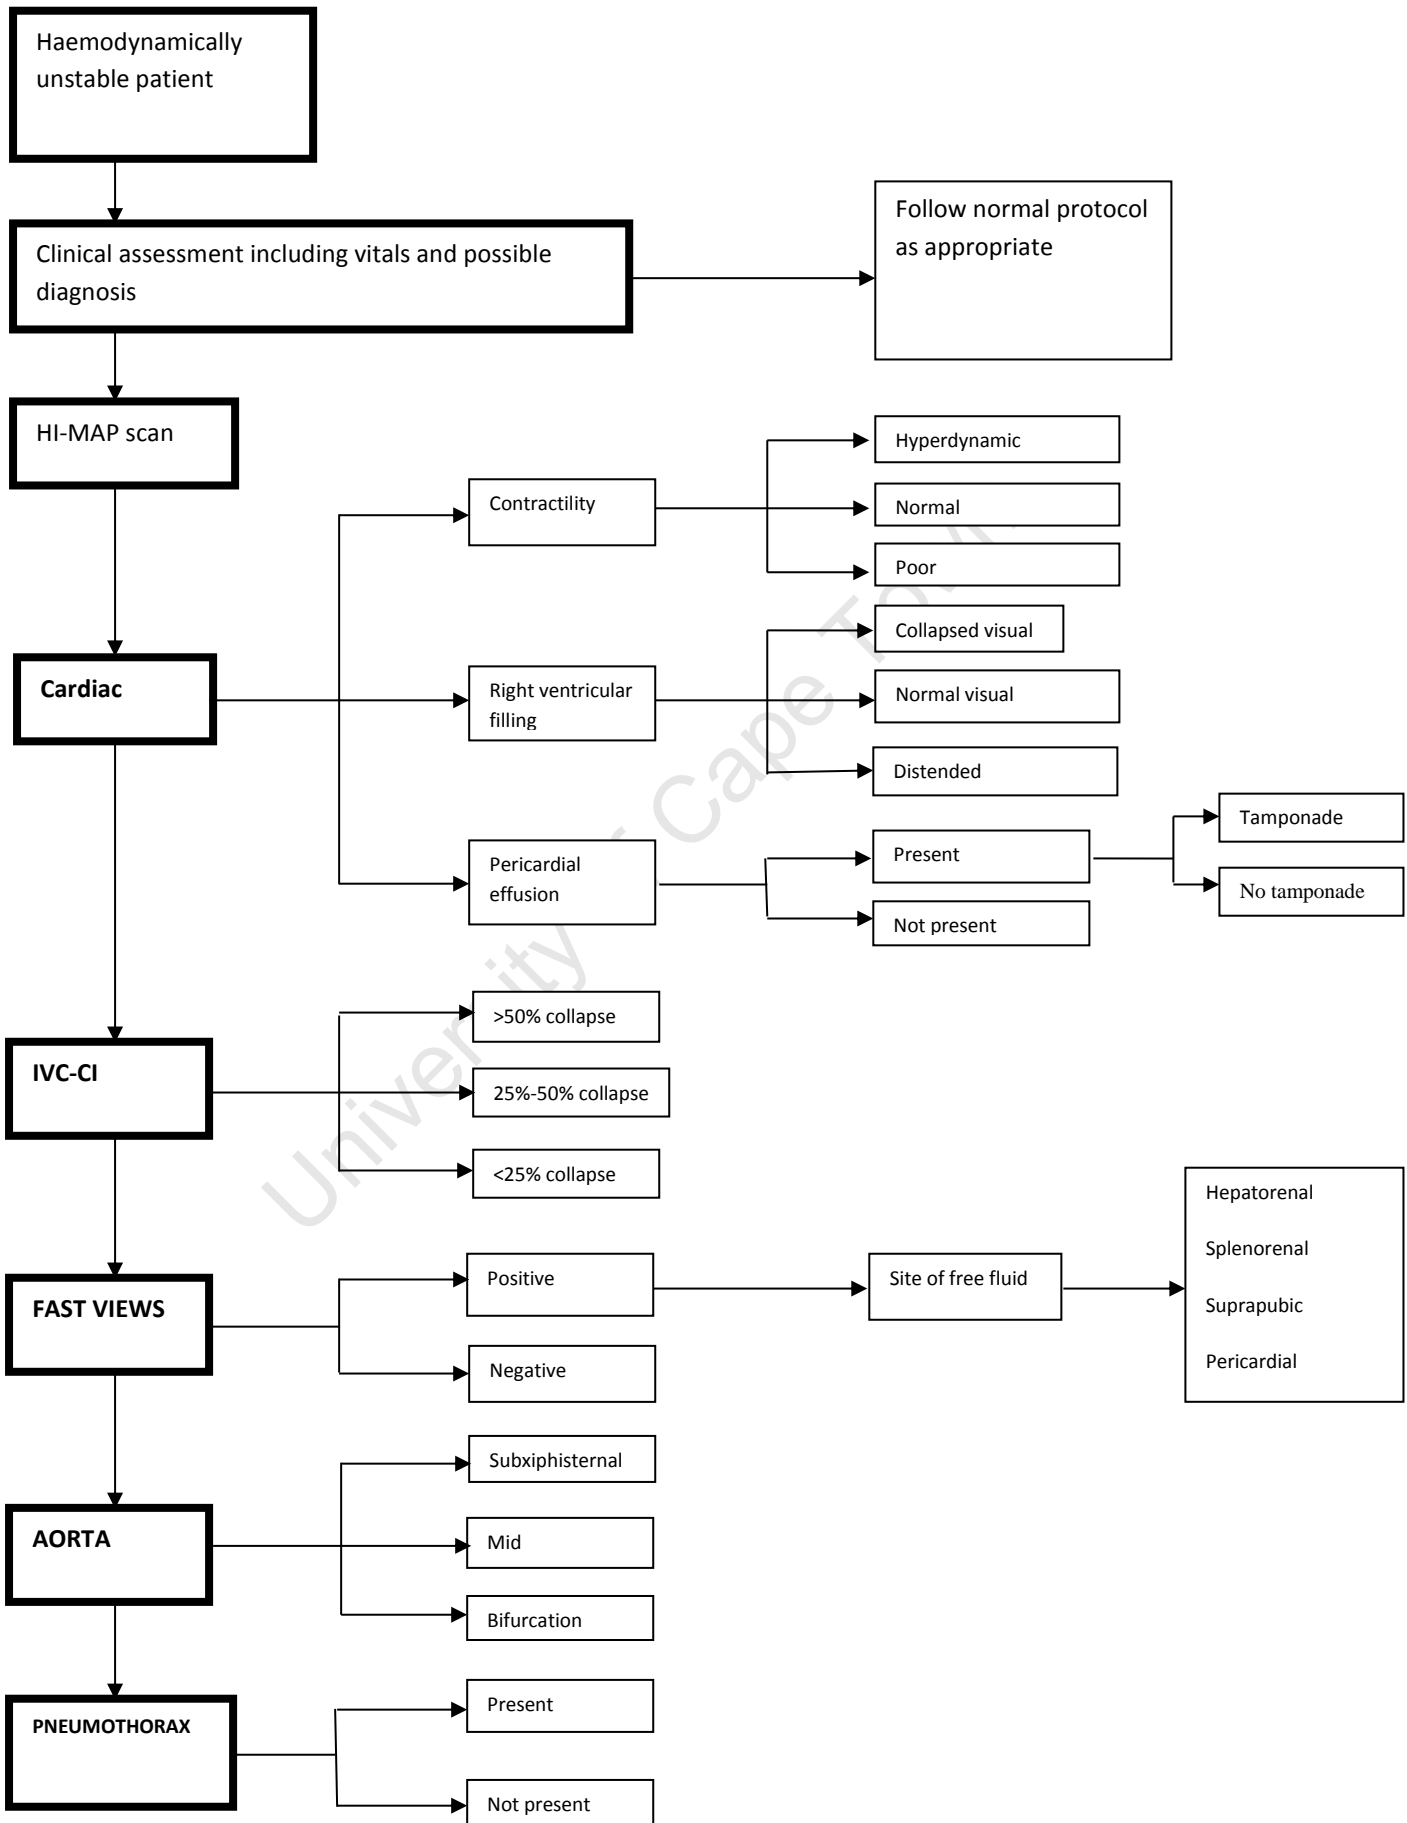 Haemodynamically
unstable patient
Clinical assessment including vitals and possible
diagnosis
Follow normal protocol
as appropriate
HI-MAP scan
Cardiac
Contractility
Hyperdynamic
Normal
Poor
Right ventricular
filling
Collapsed visual
Normal visual
Distended
Pericardial
effusion
Present
Tamponade
No tamponade
Not present
IVC-CI
>50% collapse
25%-50% collapse
<25% collapse
FAST VIEWS
Positive
Site of free fluid
Hepatorenal
Splenorenal
Suprapubic
Pericardial
Negative
AORTA
Subxiphisternal
Mid
Bifurcation
PNEUMOTHORAX
Present
Not present
Cape